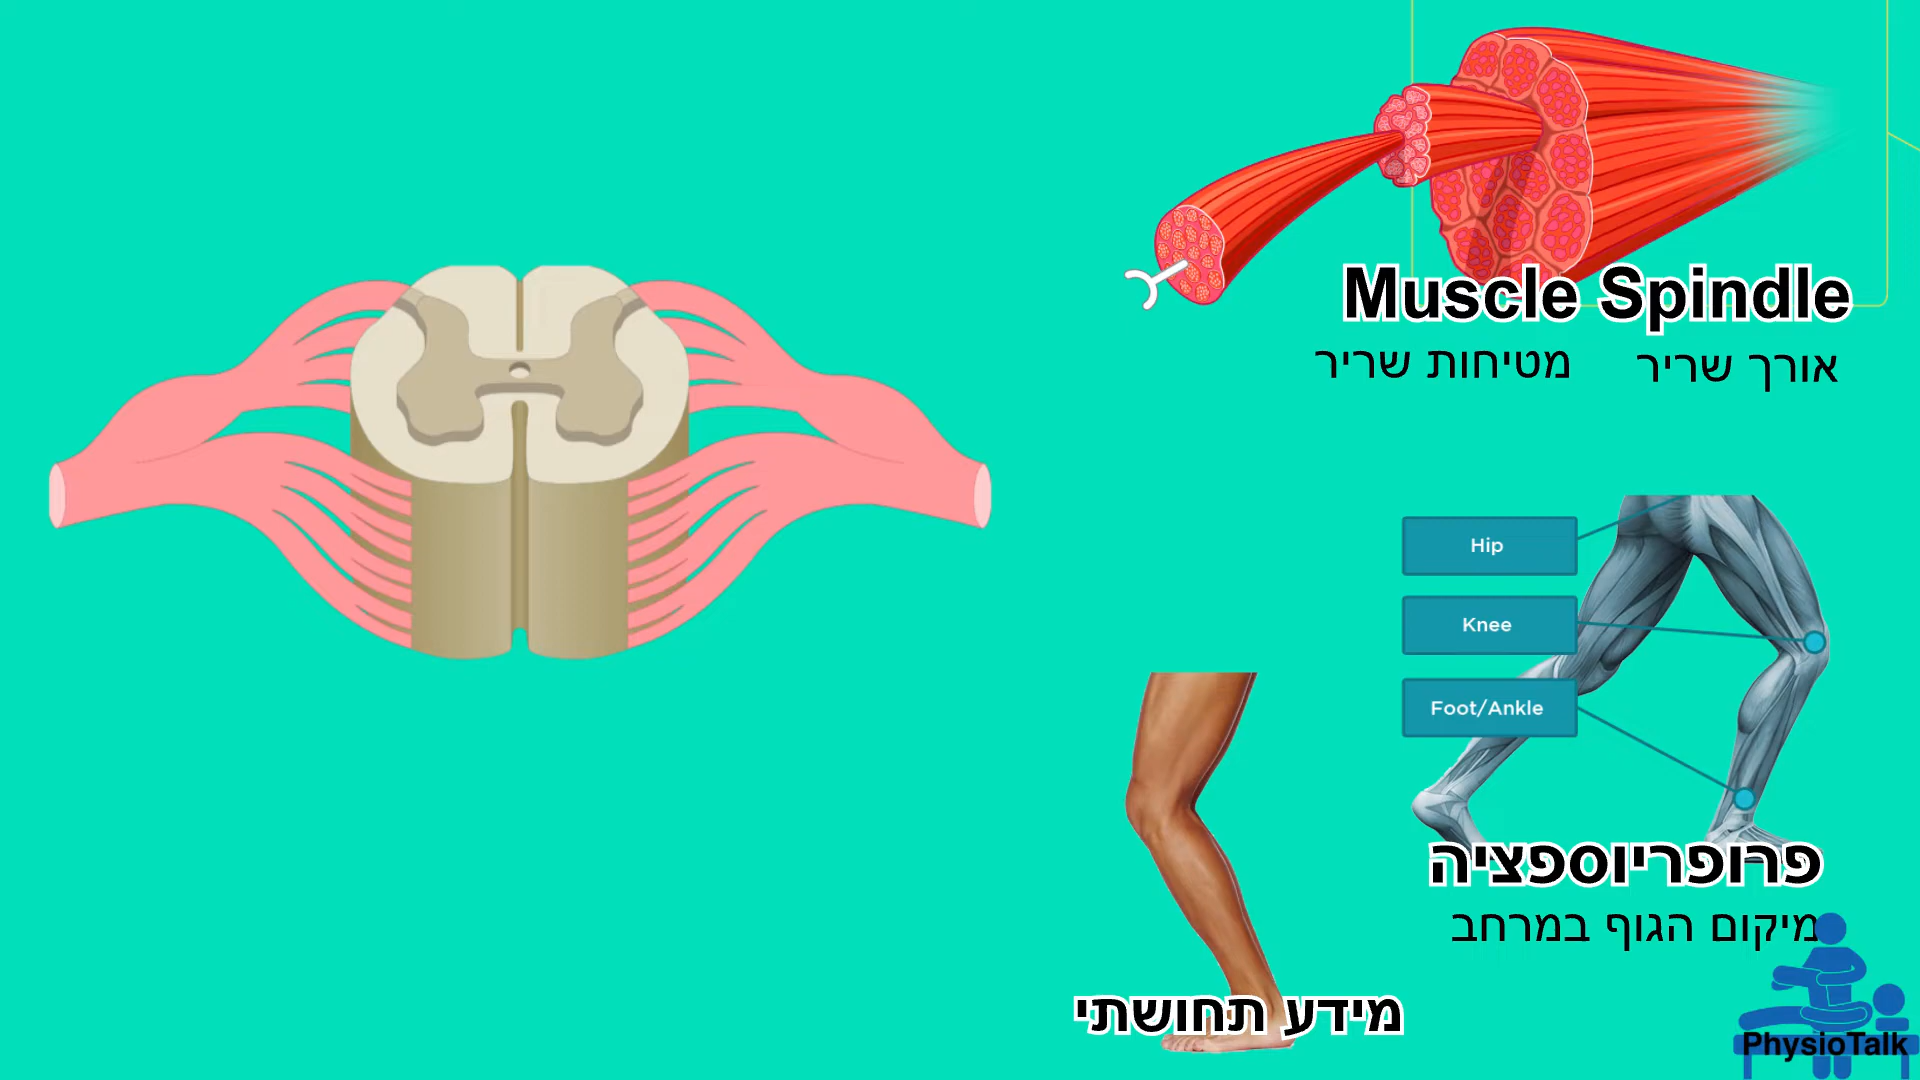 Muscle Spindle
אורך שריר
מטיחות שריר
Hip
Knee
Foot/Ankle
פרופריוספציה
מיקום הגוף במרחב
מידע תחושתי
PhysioTalk